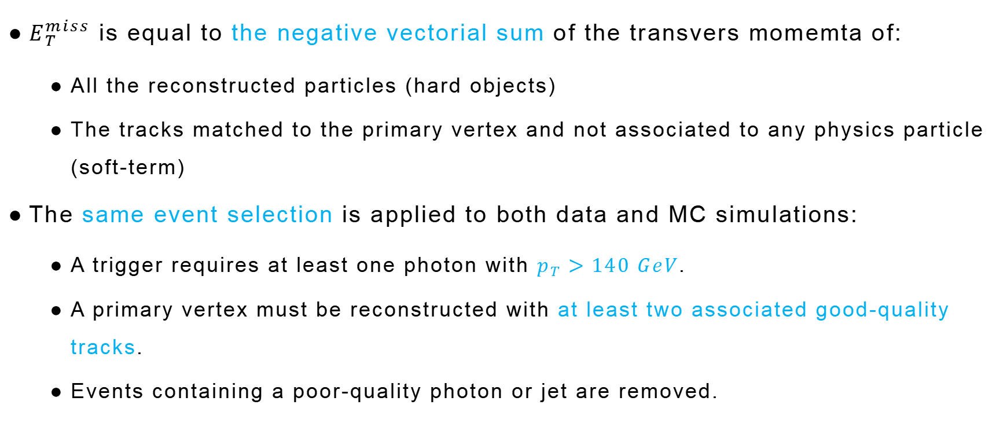 ● E_T^{miss} is equal to the negative vectorial sum of the transvers momemta of:
● All the reconstructed particles (hard objects)
● The tracks matched to the primary vertex and not associated to any physics particle
(soft-term)
● The same event selection is applied to both data and MC simulations:
● A trigger requires at least one photon with p_T > 140 GeV.
● A primary vertex must be reconstructed with at least two associated good-quality
tracks.
● Events containing a poor-quality photon or jet are removed.